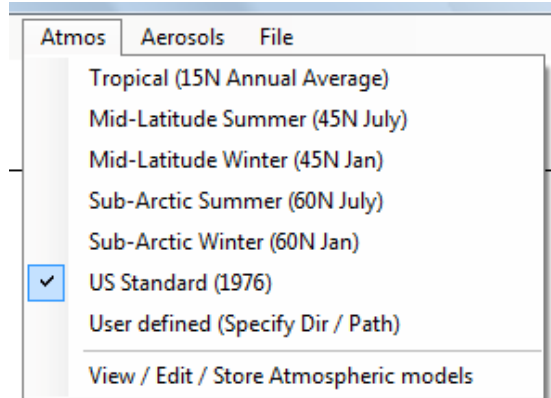 Atmos Aerosols File
Tropical (15N Annual Average)
Mid-Latitude Summer (45N July)
Mid-Latitude Winter (45N Jan)
Sub-Arctic Summer (60N July)
Sub-Arctic Winter (60N Jan)
US Standard (1976)
User defined (Specify Dir / Path)
View / Edit / Store Atmospheric models